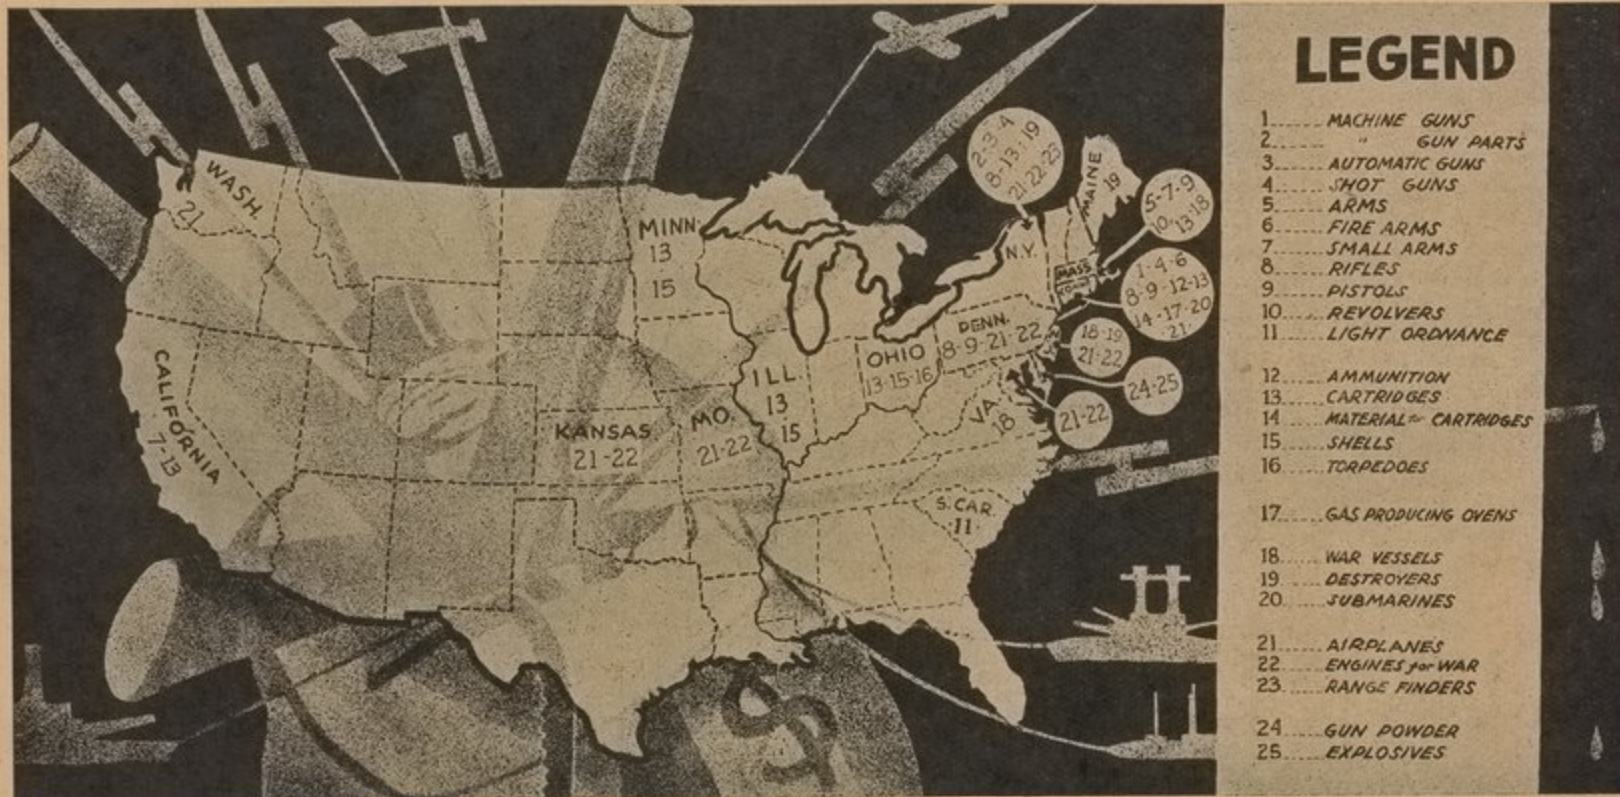 LEGEND
1 MACHINE GUNS
2 " GUN PARTS
3 AUTOMATIC GUNS
4 SHOT GUNS
5 ARMS
6 FIRE ARMS
7 SMALL ARMS
8 RIFLES
9 PISTOLS
10 REVOLVERS
11 LIGHT ORDNANCE
12 AMMUNITION
13 CARTRIDGES
14 MATERIAL for CARTRIDGES
15 SHELLS
16 TORPEDOES
17 GAS PRODUCING OVENS
18 WAR VESSELS
19 DESTROYERS
20 SUBMARINES
21 AIRPLANES
22 ENGINES for WAR
23 RANGE FINDERS
24 GUN POWDER
25 EXPLOSIVES
WASH.
21
CALIFORNIA
7-13
MINN.
13
15
KANSAS
21-22
MO.
21-22
ILL.
13
15
OHIO
13-15-16
PENN.
8-9-21-22
N.Y.
2-3-4
8-13-19
21-22-23
MAINE
19
MASS
5-7-9
10-13-18
1-4-6
8-9-12-13
14-17-20
21
18-19
21-22
24-25
21-22
VA.
18
S. CAR.
11
$